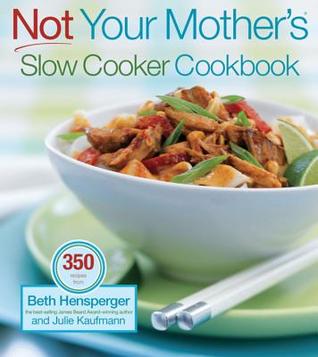 Not Your Mother's®
Slow Cooker Cookbook
350
recipes
from
Beth Hensperger
the best-selling James Beard Award-winning author
and Julie Kaufmann